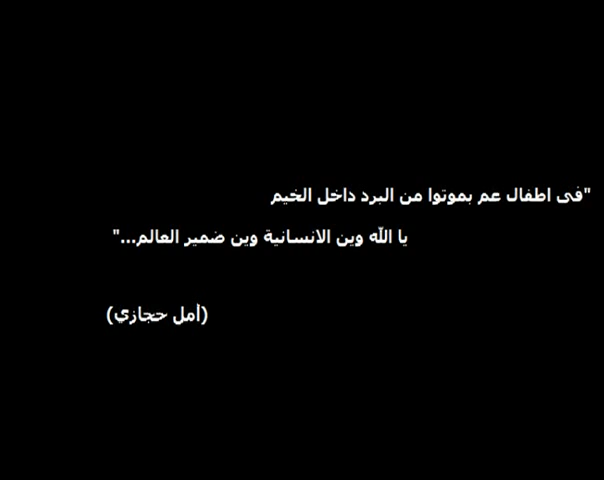 "فى اطفال عم بموتوا من البرد داخل الخيم
يا الله وين الانسانية وين ضمير العالم..."
(أمل حجازي)